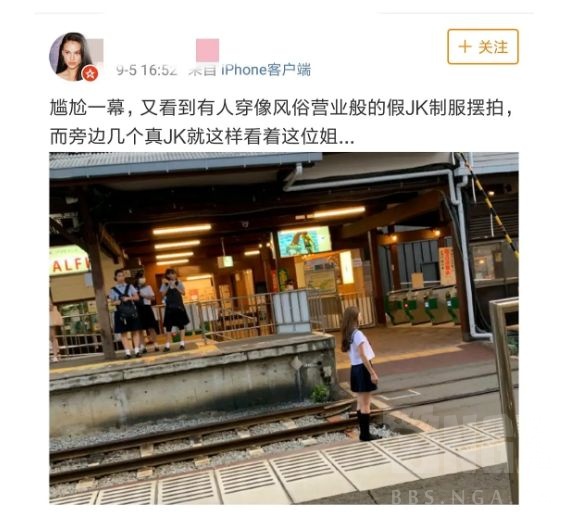 + 关注
9-5 16:52 来自 iPhone客户端
尴尬一幕，又看到有人穿像风俗营业般的假JK制服摆拍，
而旁边几个真JK就这样看着这位姐...
ALF
BBS.NGA.